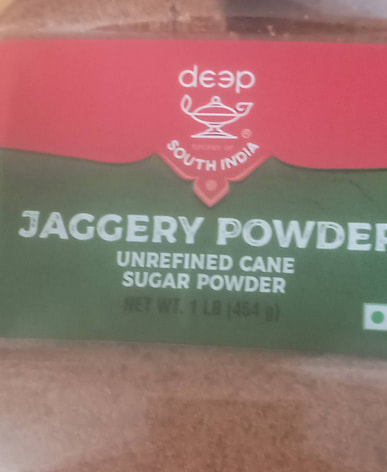 deep
®
SOUTH INDIA
JAGGERY POWDER
UNREFINED CANE
SUGAR POWDER
NET WT. 1 LB (454 g)